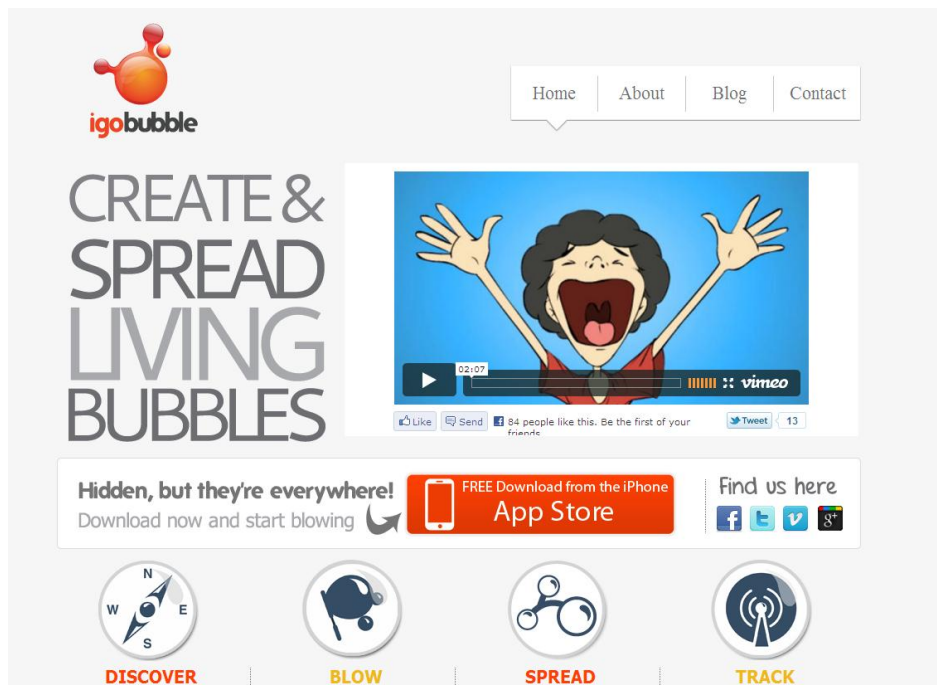 igobubble
Home
About
Blog
Contact
CREATE &
SPREAD
LIVING
BUBBLES
02:07
vimeo
Like
Send
84 people like this. Be the first of your
friends
Tweet
13
Hidden, but they're everywhere!
Download now and start blowing
FREE Download from the iPhone
App Store
Find us here
f
t
v
g+
N
W
E
S
DISCOVER
BLOW
SPREAD
TRACK